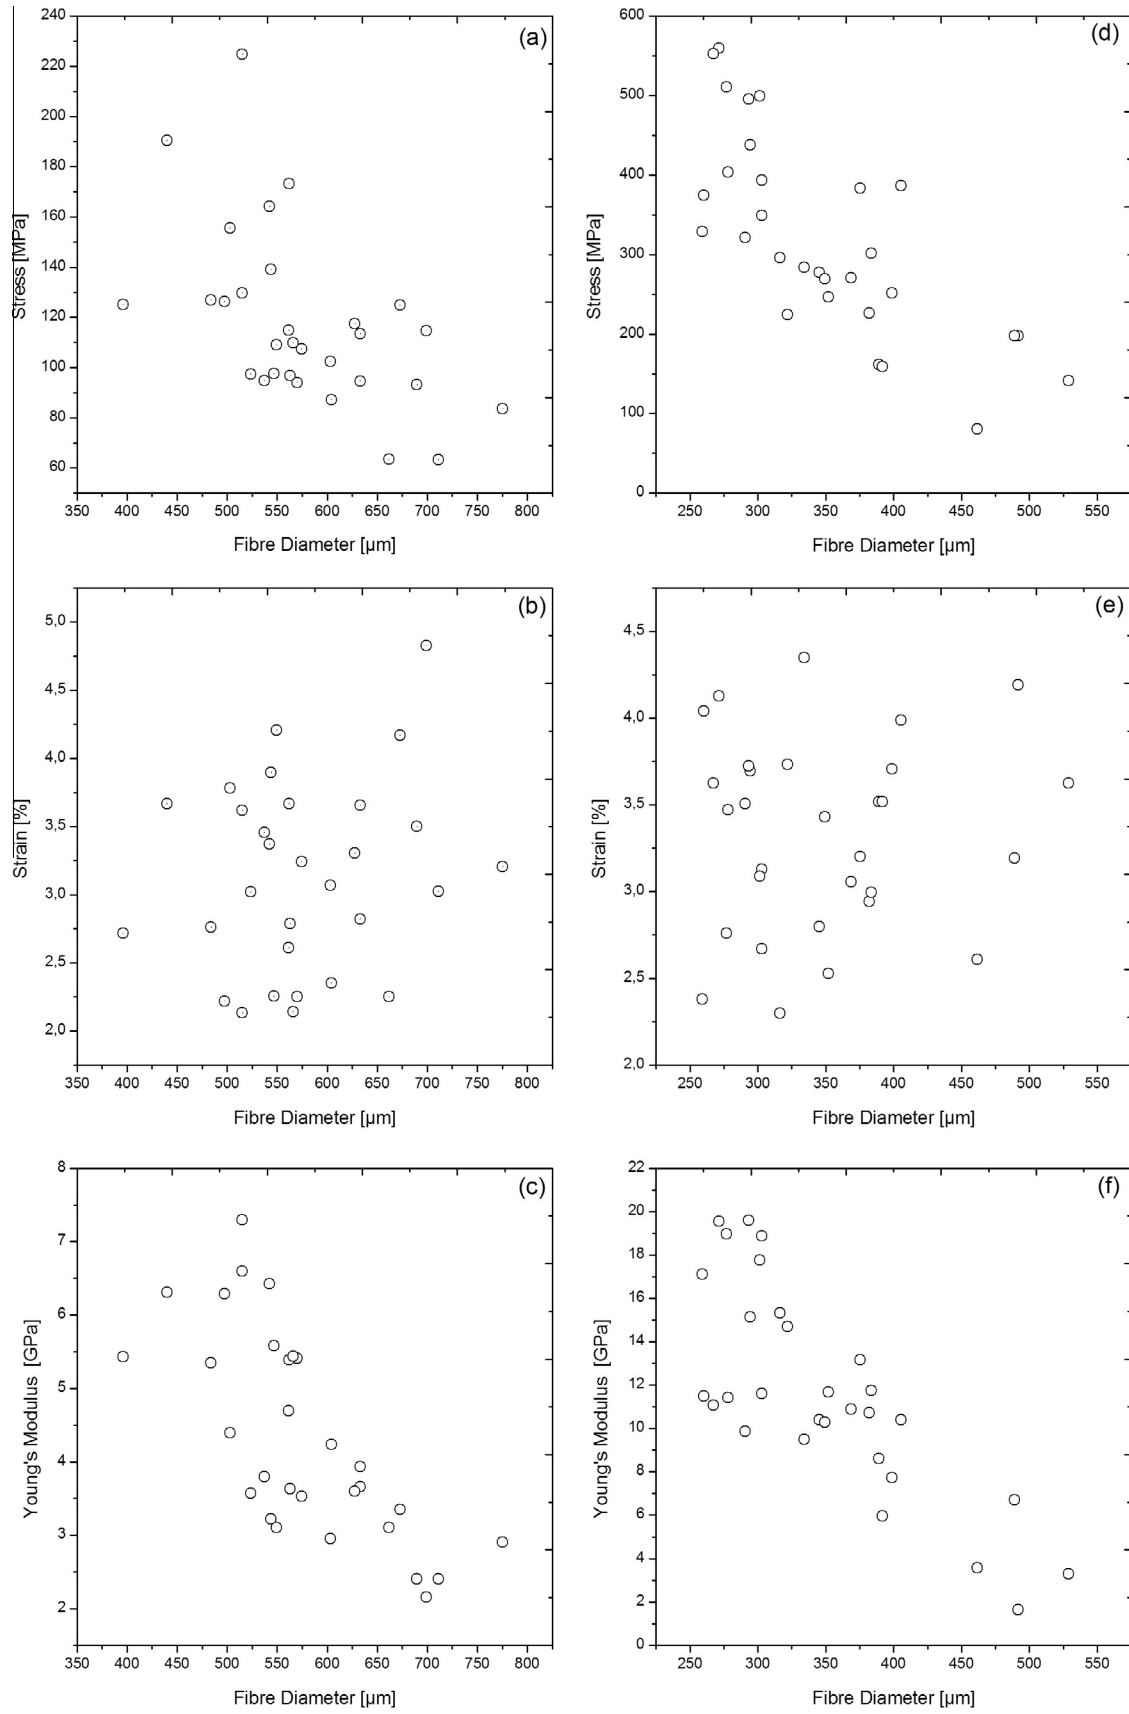 (a)
240
220
200
180
160
140
120
100
80
60
Stress [MPa]
350 400 450 500 550 600 650 700 750 800
Fibre Diameter [µm]
(d)
600
500
400
300
200
100
0
Stress [MPa]
250 300 350 400 450 500 550
Fibre Diameter [µm]
(b)
5,0
4,5
4,0
3,5
3,0
2,5
2,0
Strain [%]
350 400 450 500 550 600 650 700 750 800
Fibre Diameter [µm]
(e)
4,5
4,0
3,5
3,0
2,5
2,0
Strain [%]
250 300 350 400 450 500 550
Fibre Diameter [µm]
(c)
8
7
6
5
4
3
2
Young's Modulus [GPa]
350 400 450 500 550 600 650 700 750 800
Fibre Diameter [µm]
(f)
22
20
18
16
14
12
10
8
6
4
2
0
Young's Modulus [GPa]
250 300 350 400 450 500 550
Fibre Diameter [µm]